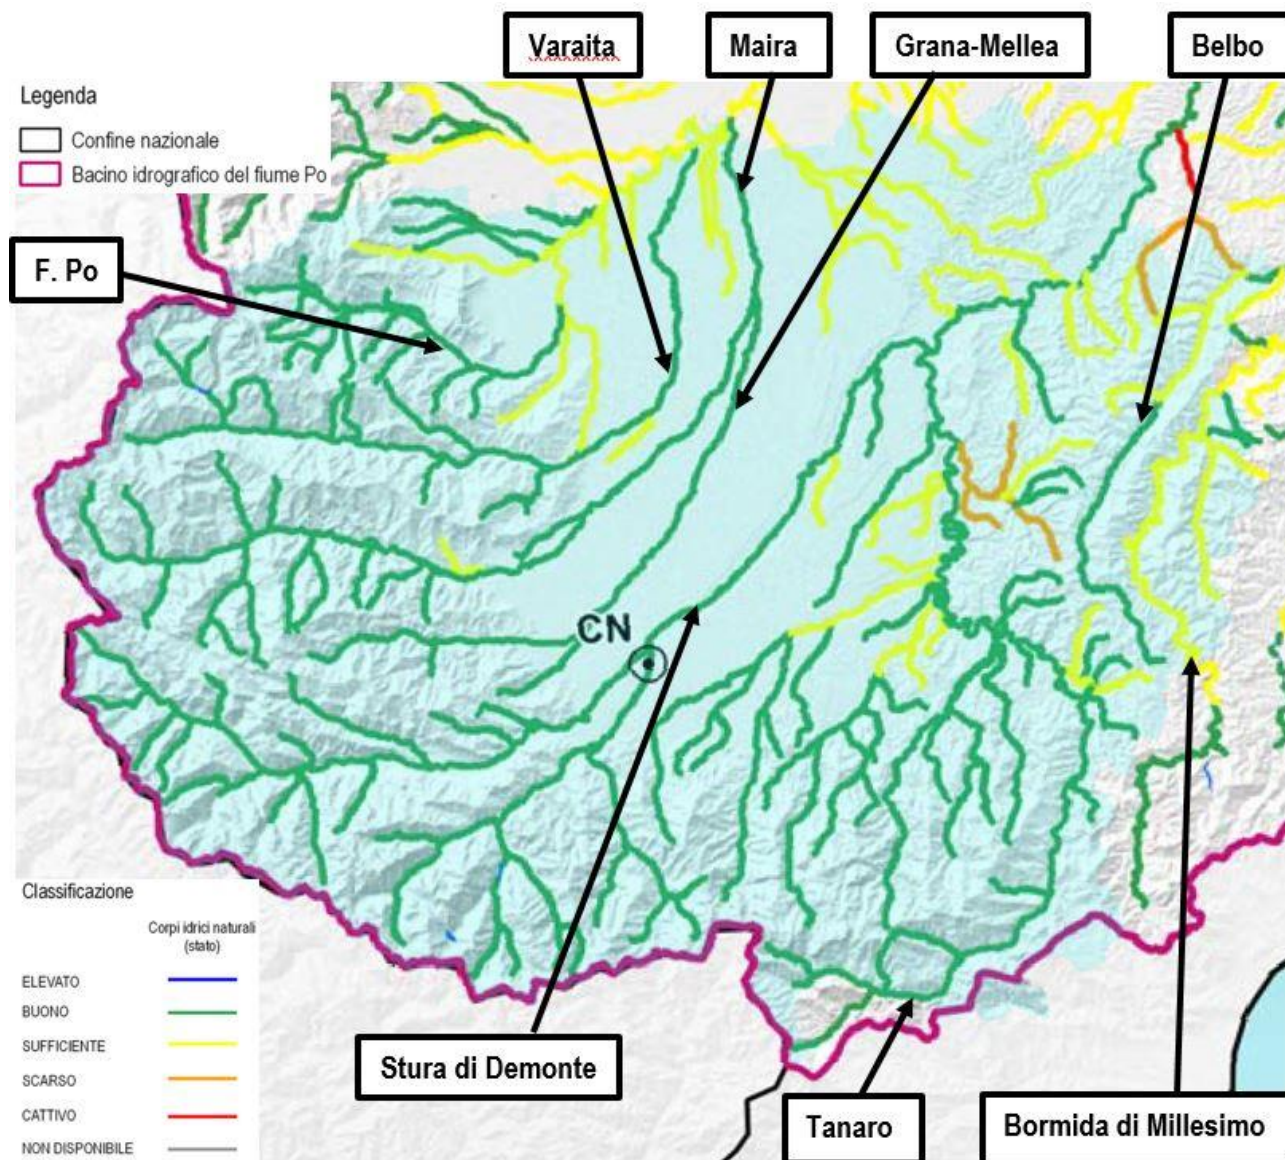 Varaita
Maira
Grana-Mellea
Belbo
Legenda
Confine nazionale
Bacino idrografico del fiume Po
F. Po
CN
Classificazione
Corpi idrici naturali
(stato)
ELEVATO
BUONO
SUFFICIENTE
SCARSO
CATTIVO
NON DISPONIBILE
Stura di Demonte
Tanaro
Bormida di Millesimo